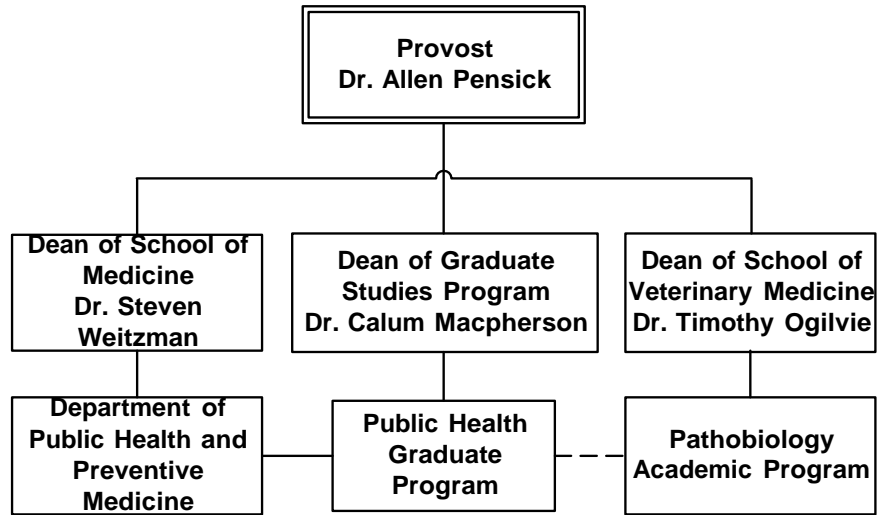 Provost
Dr. Allen Pensick
Dean of School of
Medicine
Dr. Steven
Weitzman
Dean of Graduate
Studies Program
Dr. Calum Macpherson
Dean of School of
Veterinary Medicine
Dr. Timothy Ogilvie
Department of
Public Health and
Preventive
Medicine
Public Health
Graduate
Program
Pathobiology
Academic Program